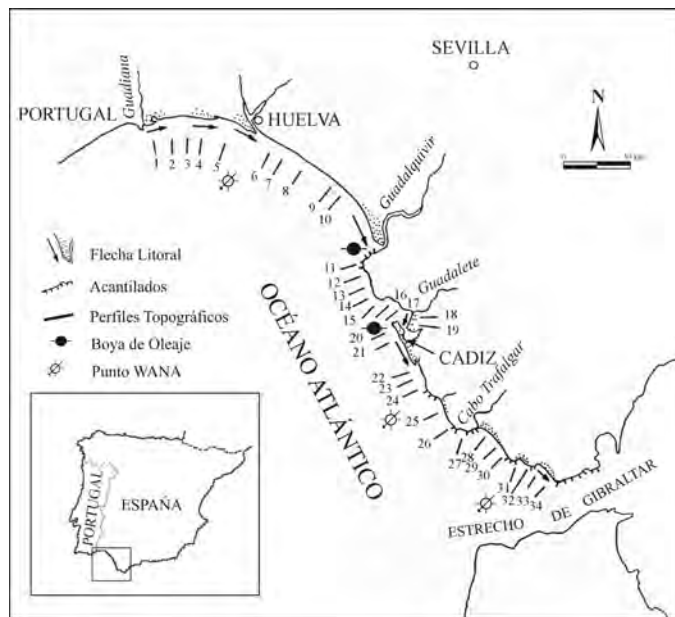 SEVILLA
N
Guadiana
PORTUGAL
HUELVA
1
2
3
4
5
6
7
8
9
10
Guadalquivir
Flecha Litoral
Acantilados
Perfiles Topográficos
Boya de Oleaje
Punto WANA
OCÉANO ATLÁNTICO
11
12
13
14
15
16
17
Guadalete
18
19
20
21
CADIZ
22
23
24
25
26
Cabo Trafalgar
27
28
29
30
31
32
33
34
ESTRECHO DE GIBRALTAR
PORTUGAL
ESPAÑA